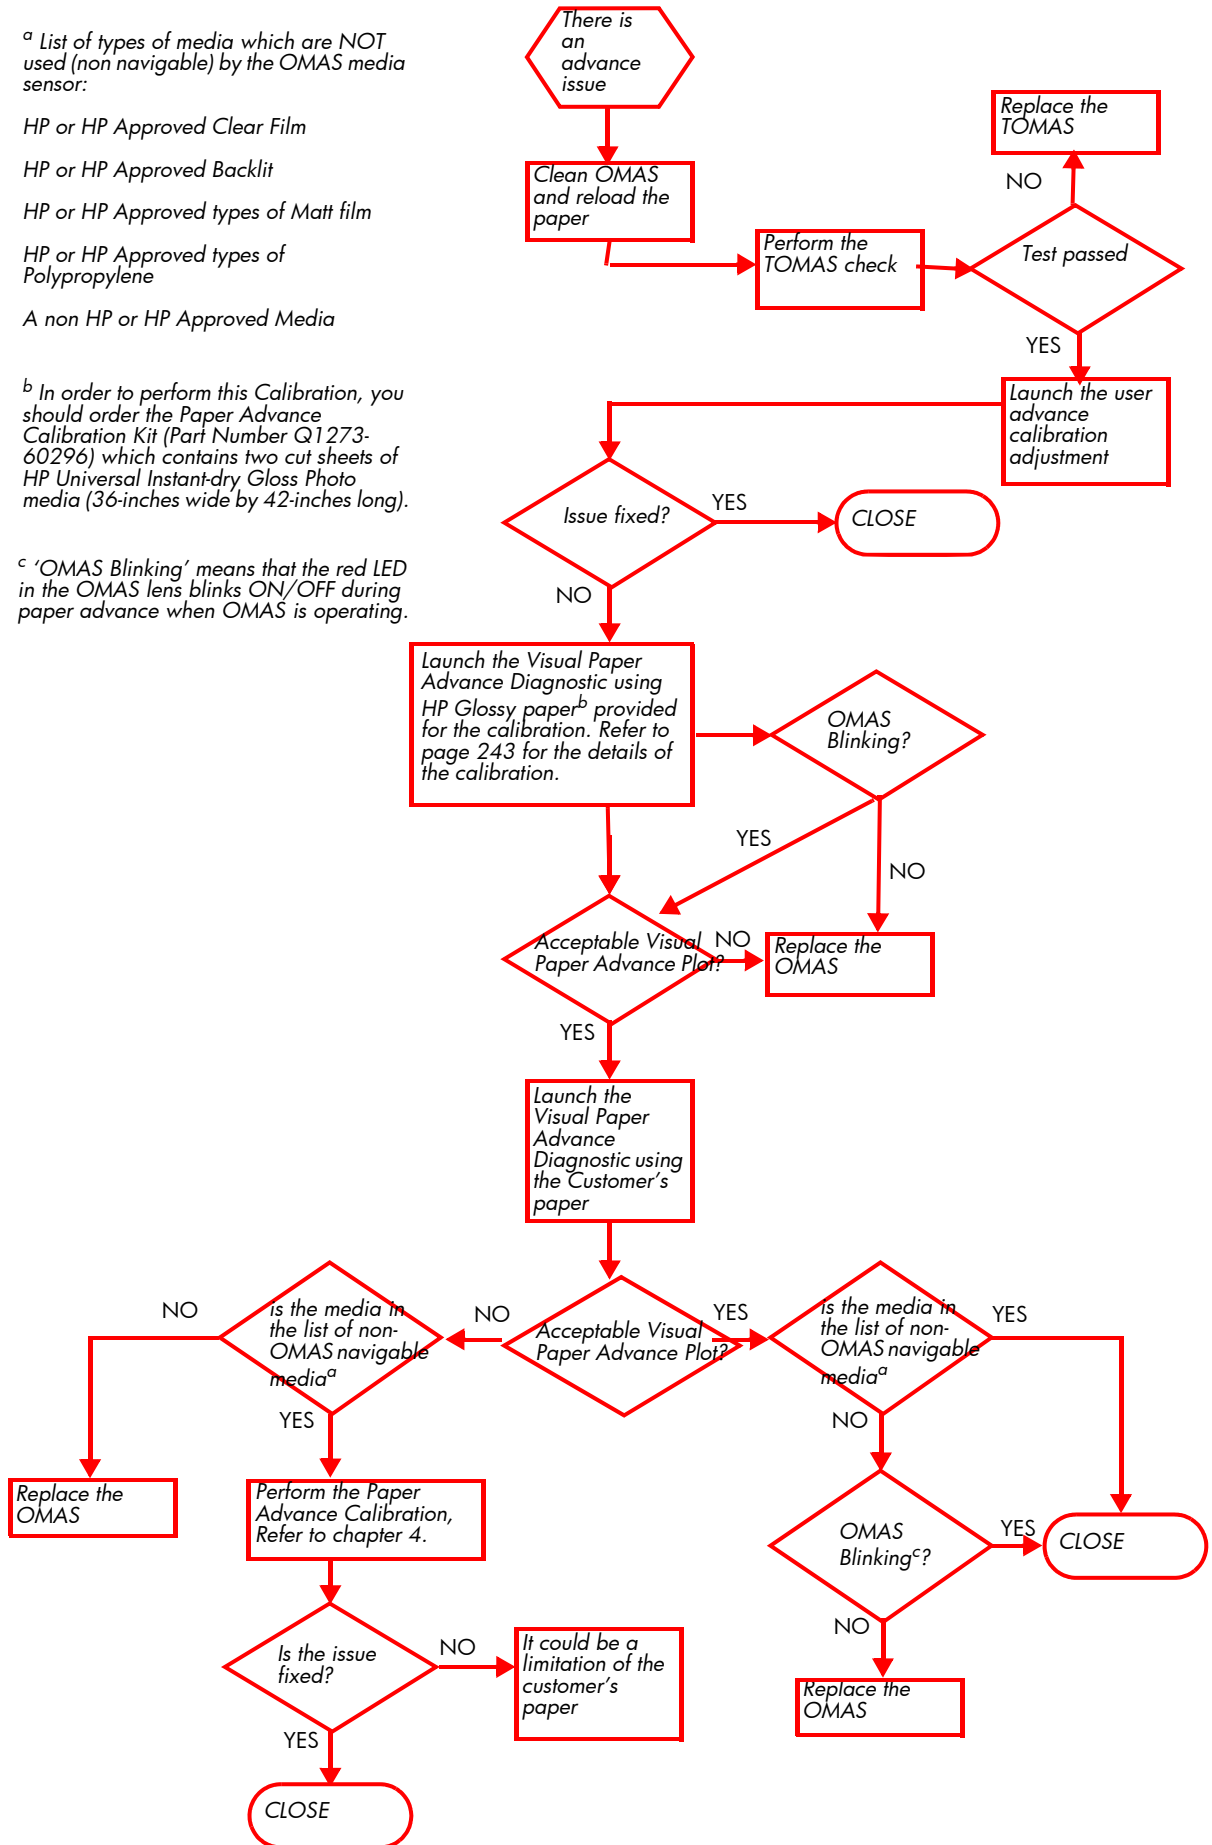 a List of types of media which are NOT
used (non navigable) by the OMAS media
sensor:
HP or HP Approved Clear Film
HP or HP Approved Backlit
HP or HP Approved types of Matt film
HP or HP Approved types of
Polypropylene
A non HP or HP Approved Media
b In order to perform this Calibration, you
should order the Paper Advance
Calibration Kit (Part Number Q1273-
60296) which contains two cut sheets of
HP Universal Instant-dry Gloss Photo
media (36-inches wide by 42-inches long).
c ‘OMAS Blinking’ means that the red LED
in the OMAS lens blinks ON/OFF during
paper advance when OMAS is operating.
There is
an
advance
issue
Clean OMAS
and reload the
paper
Perform the
TOMAS check
Test passed
NO
Replace the
TOMAS
YES
Launch the user
advance
calibration
adjustment
Issue fixed?
YES
CLOSE
NO
Launch the Visual Paper
Advance Diagnostic using
HP Glossy paperb provided
for the calibration. Refer to
page 243 for the details of
the calibration.
OMAS
Blinking?
YES
NO
Acceptable Visual
Paper Advance Plot?
NO
Replace the
OMAS
YES
Launch the
Visual Paper
Advance
Diagnostic using
the Customer’s
paper
Acceptable Visual
Paper Advance Plot?
NO
YES
is the media in
the list of non-
OMAS navigable
mediaa
NO
Replace the
OMAS
YES
Perform the Paper
Advance Calibration,
Refer to chapter 4.
Is the issue
fixed?
NO
It could be a
limitation of the
customer’s
paper
YES
CLOSE
is the media in
the list of non-
OMAS navigable
mediaa
YES
NO
OMAS
Blinkingc?
YES
CLOSE
NO
Replace the
OMAS